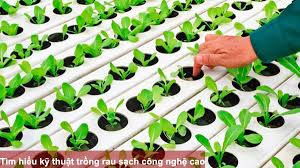 Tìm hiểu kỹ thuật trồng rau sạch công nghệ cao